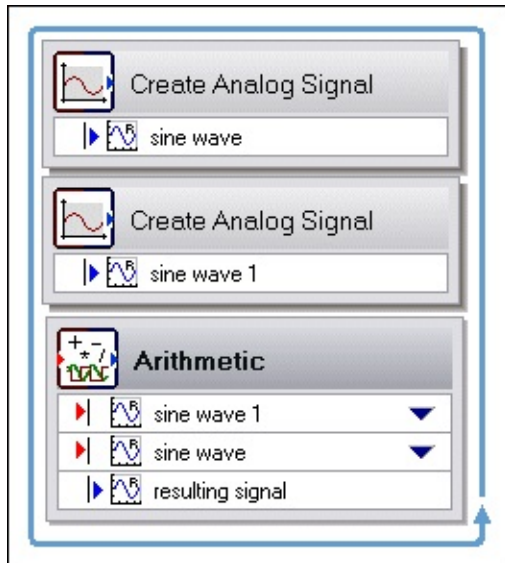 Create Analog Signal
sine wave
Create Analog Signal
sine wave 1
Arithmetic
sine wave 1
sine wave
resulting signal